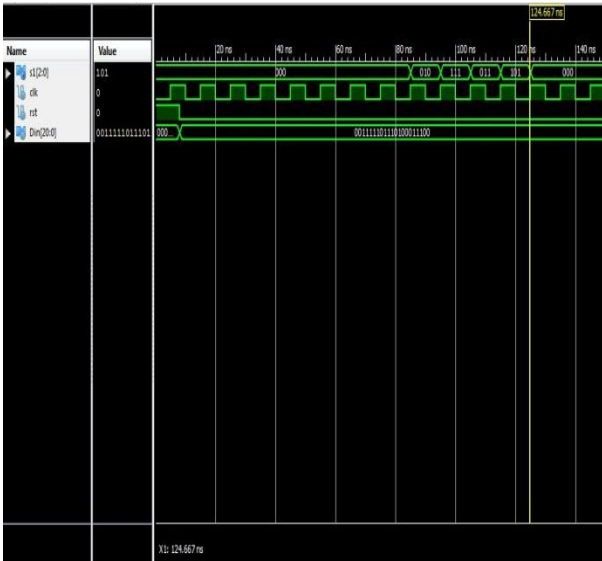 124.667 ns
Name Value
20 ns 40 ns 60 ns 80 ns 100 ns 120 ns 140 ns
s1[2:0] 101 000 010 111 011 101 000
clk 0
rst 0
Din[20:0] 0011111011101 000... 001111101110100011100
X1: 124.667 ns